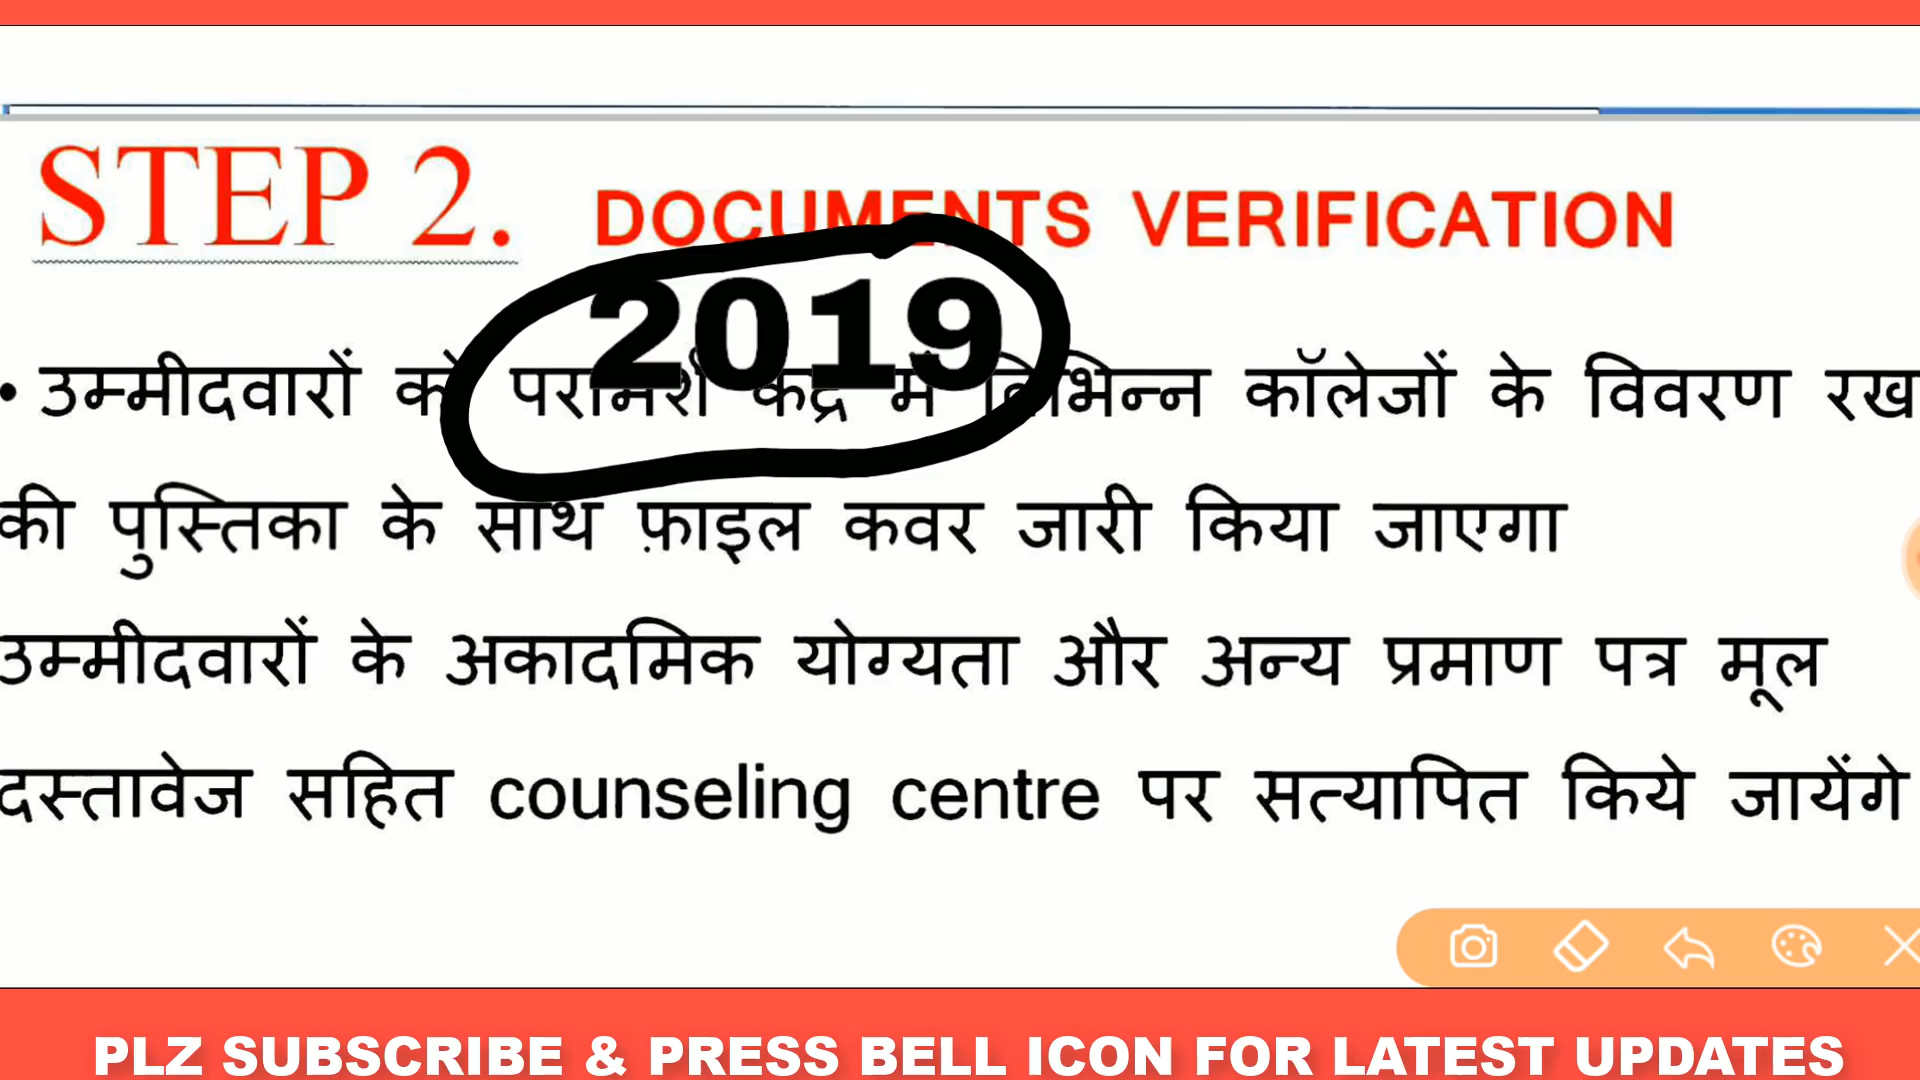 STEP 2. DOCUMENTS VERIFICATION
2019
• उम्मीदवारों को परामर्श केंद्र में विभिन्न कॉलेजों के विवरण रख
की पुस्तिका के साथ फ़ाइल कवर जारी किया जाएगा
उम्मीदवारों के अकादमिक योग्यता और अन्य प्रमाण पत्र मूल
दस्तावेज सहित counseling centre पर सत्यापित किये जायेंगे
PLZ SUBSCRIBE & PRESS BELL ICON FOR LATEST UPDATES